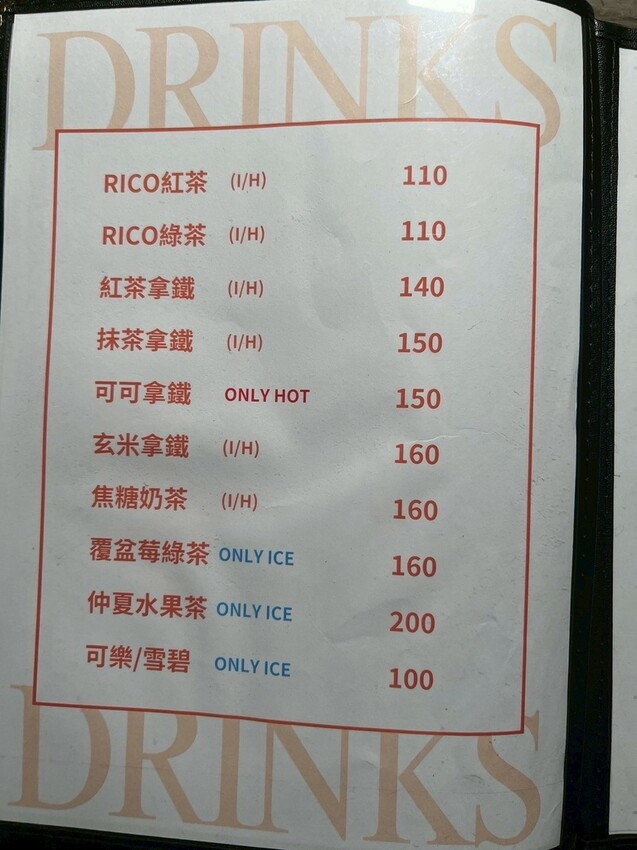 DRINKS
RICO紅茶 (I/H) 110
RICO綠茶 (I/H) 110
紅茶拿鐵 (I/H) 140
抹茶拿鐵 (I/H) 150
可可拿鐵 ONLY HOT 150
玄米拿鐵 (I/H) 160
焦糖奶茶 (I/H) 160
覆盆莓綠茶 ONLY ICE 160
仲夏水果茶 ONLY ICE 200
可樂/雪碧 ONLY ICE 100
DRINKS